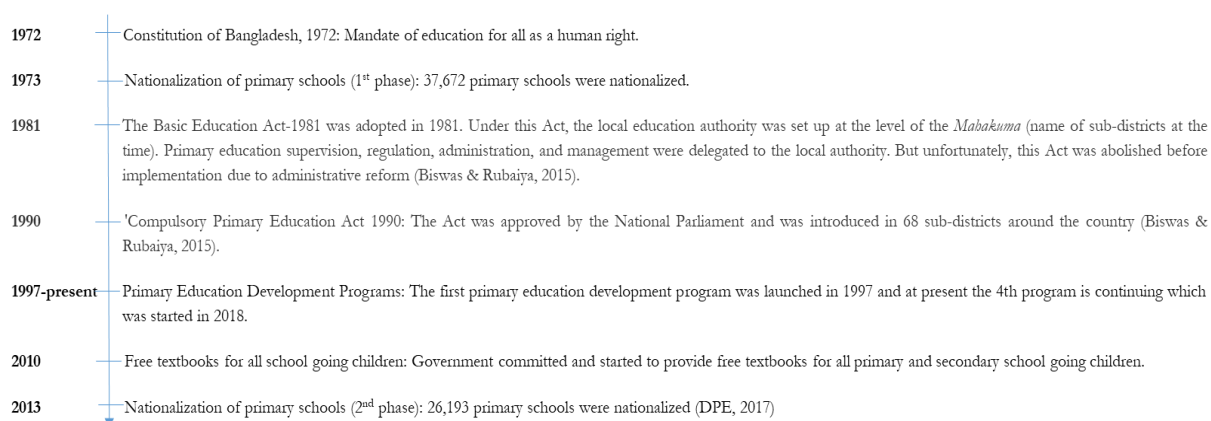 1972 Constitution of Bangladesh, 1972: Mandate of education for all as a human right.
1973 Nationalization of primary schools (1st phase): 37,672 primary schools were nationalized.
1981 The Basic Education Act-1981 was adopted in 1981. Under this Act, the local education authority was set up at the level of the Mabakuma (name of sub-districts at the
time). Primary education supervision, regulation, administration, and management were delegated to the local authority. But unfortunately, this Act was abolished before
implementation due to administrative reform (Biswas & Rubaiya, 2015).
1990 'Compulsory Primary Education Act 1990: The Act was approved by the National Parliament and was introduced in 68 sub-districts around the country (Biswas &
Rubaiya, 2015).
1997-present Primary Education Development Programs: The first primary education development program was launched in 1997 and at present the 4th program is continuing which
was started in 2018.
2010 Free textbooks for all school going children: Government committed and started to provide free textbooks for all primary and secondary school going children.
2013 Nationalization of primary schools (2nd phase): 26,193 primary schools were nationalized (DPE, 2017)